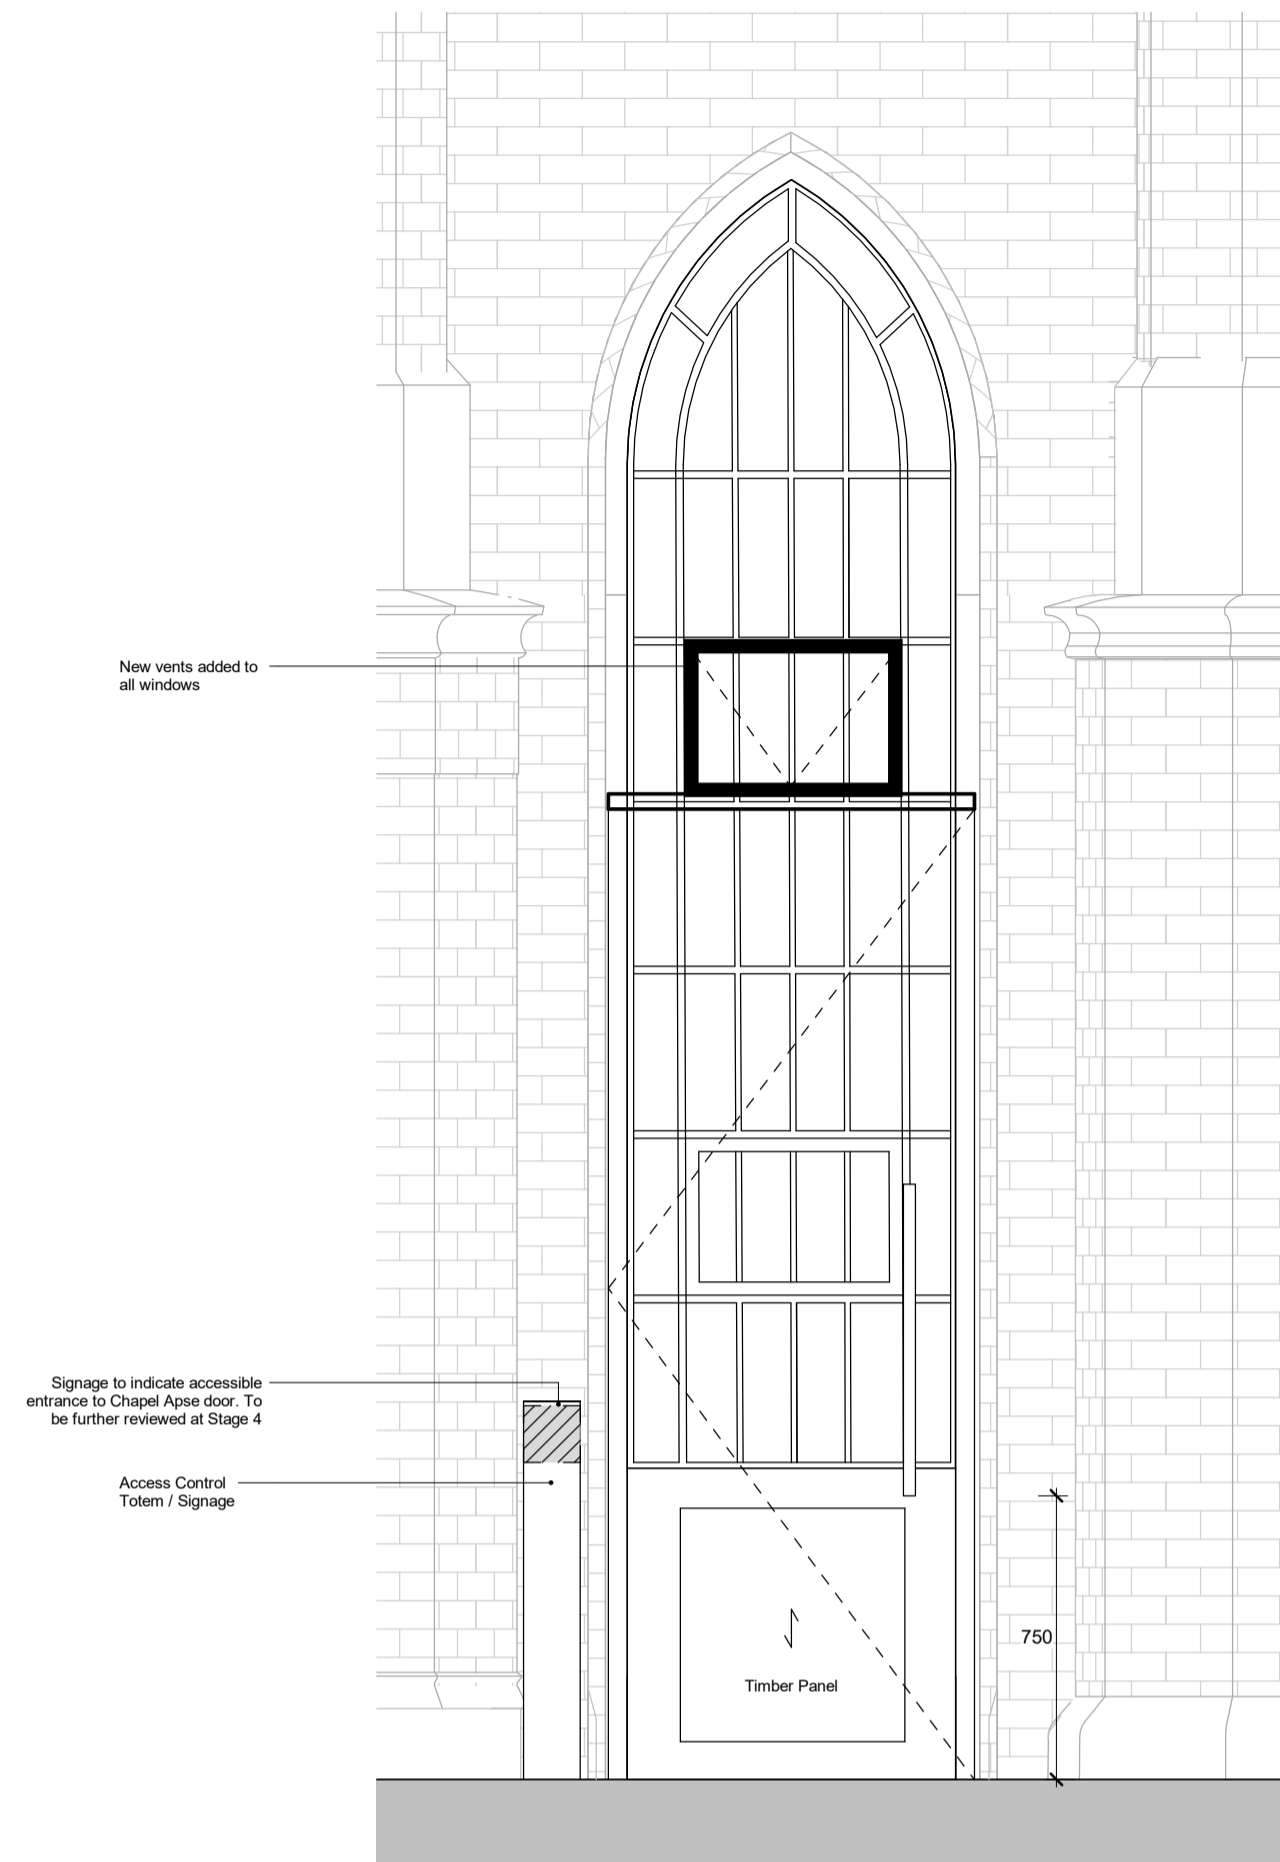 New vents added to
all windows
Signage to indicate accessible
entrance to Chapel Apse door. To
be further reviewed at Stage 4
Access Control
Totem / Signage
750
Timber Panel